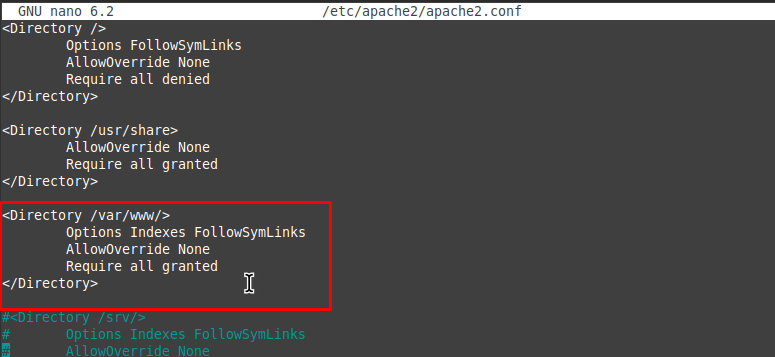 GNU nano 6.2 /etc/apache2/apache2.conf
<Directory />
Options FollowSymLinks
AllowOverride None
Require all denied
</Directory>
<Directory /usr/share>
AllowOverride None
Require all granted
</Directory>
<Directory /var/www/>
Options Indexes FollowSymLinks
AllowOverride None
Require all granted
</Directory>
#<Directory /srv/>
# Options Indexes FollowSymLinks
# AllowOverride None